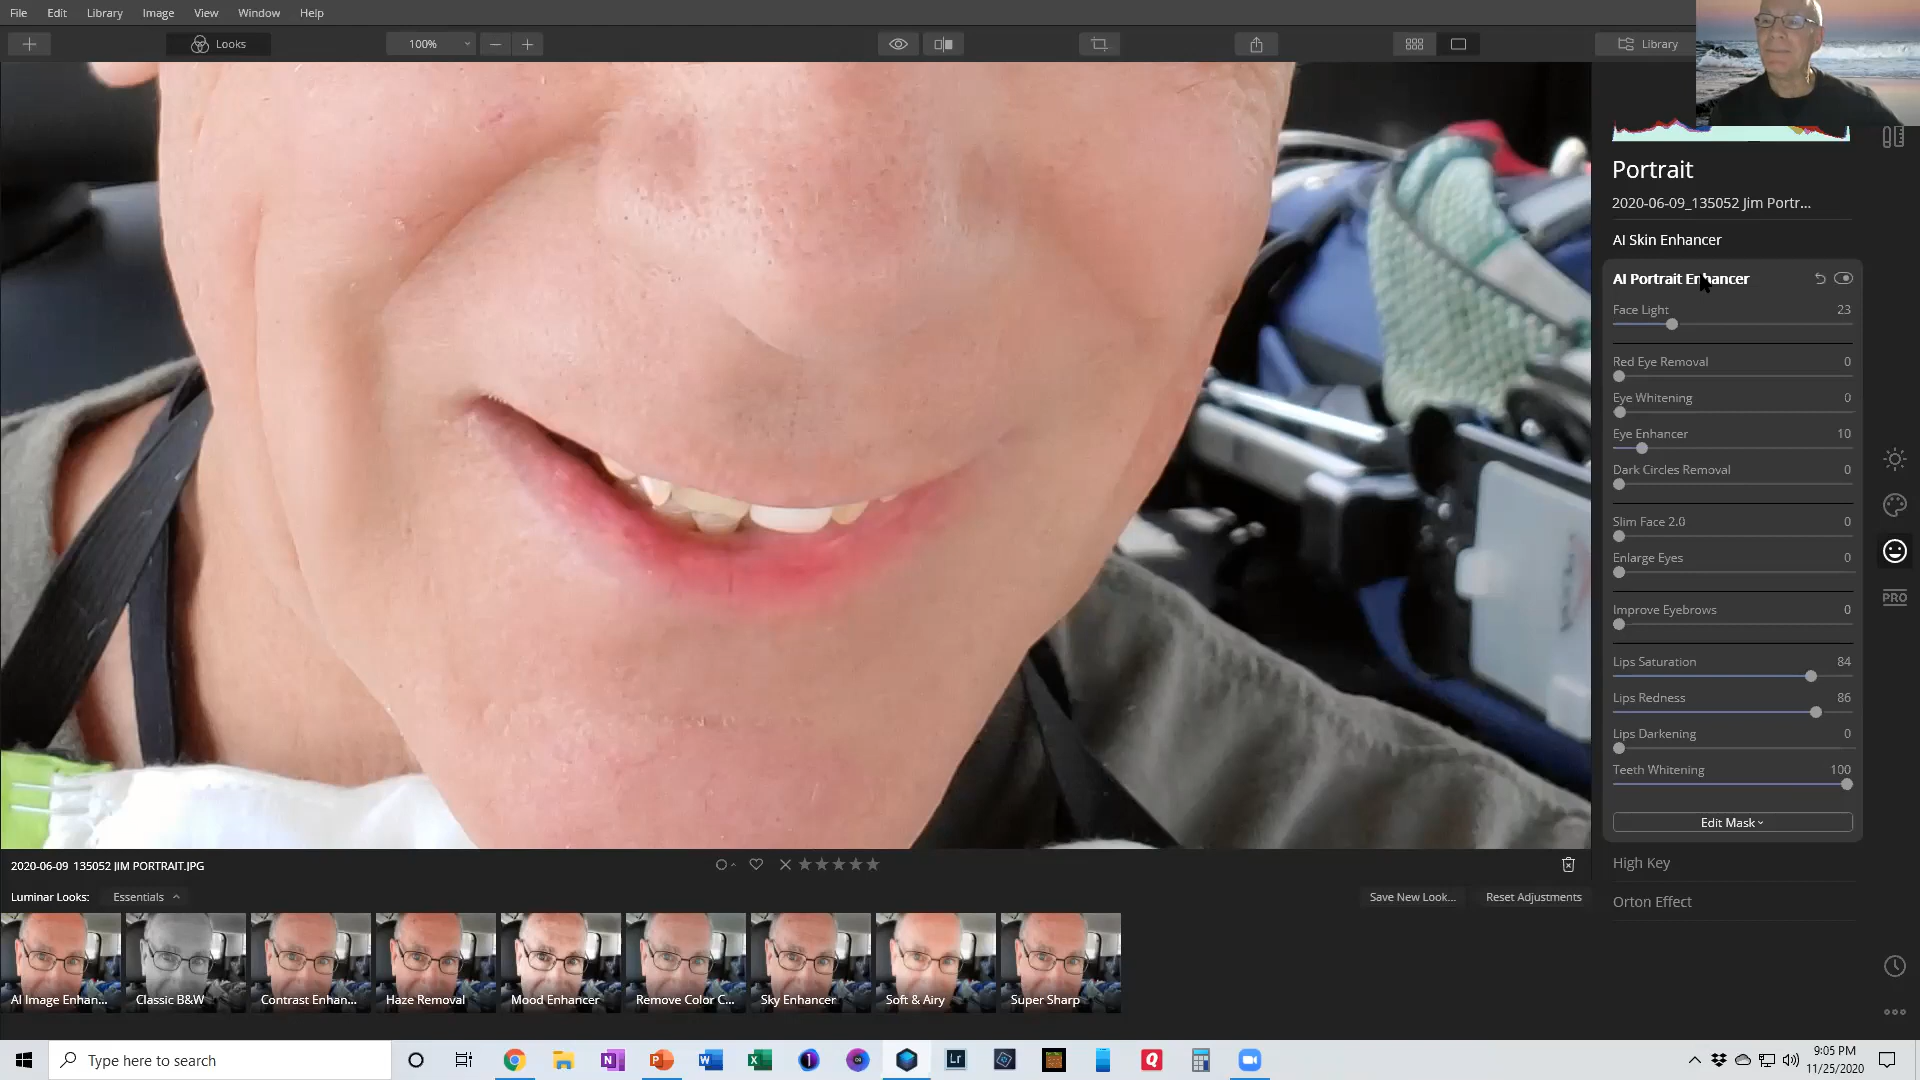 File Edit Library Image View Window Help
Looks 100% Library
Portrait
2020-06-09_135052 Jim Portr...
AI Skin Enhancer
AI Portrait Enhancer
Face Light 23
Red Eye Removal 0
Eye Whitening 0
Eye Enhancer 10
Dark Circles Removal 0
Slim Face 2.0 0
Enlarge Eyes 0
PRO
Improve Eyebrows 0
Lips Saturation 84
Lips Redness 86
Lips Darkening 0
Teeth Whitening 100
Edit Mask
High Key
Orton Effect
2020-06-09 135052 JIM PORTRAIT.JPG
Luminar Looks: Essentials Save New Look... Reset Adjustments
AI Image Enhan... Classic B&W Contrast Enhan... Haze Removal Mood Enhancer Remove Color C... Sky Enhancer Soft & Airy Super Sharp
Type here to search
Lr
9:05 PM
11/25/2020